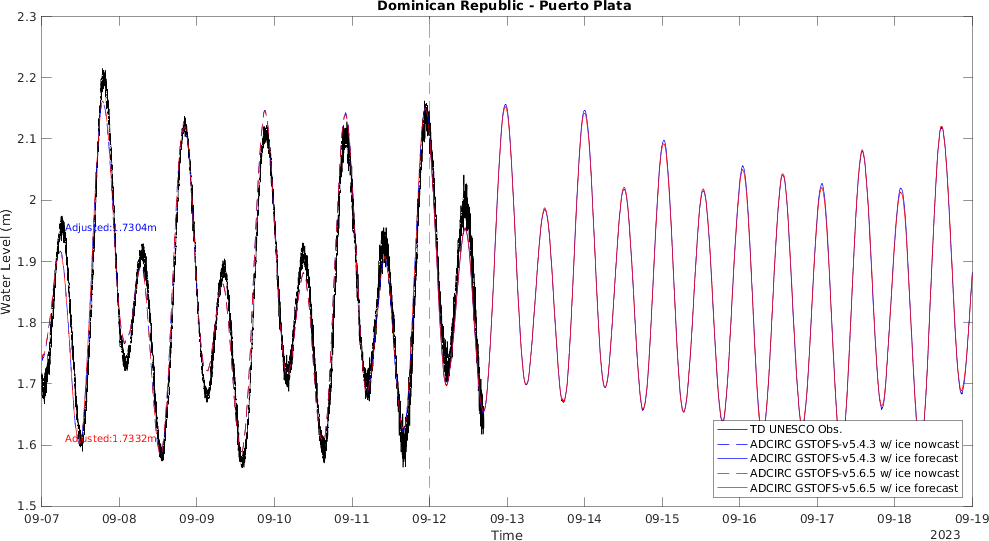 Dominican Republic - Puerto Plata
2.3
2.2
2.1
2
1.9
1.8
1.7
1.6
1.5
Water Level (m)
Adjusted:1.7304m
Adjusted:1.7332m
TD UNESCO Obs.
ADCIRC GSTOFS-v5.4.3 w/ ice nowcast
ADCIRC GSTOFS-v5.4.3 w/ ice forecast
ADCIRC GSTOFS-v5.6.5 w/ ice nowcast
ADCIRC GSTOFS-v5.6.5 w/ ice forecast
09-07 09-08 09-09 09-10 09-11 09-12 09-13 09-14 09-15 09-16 09-17 09-18 09-19
Time
2023